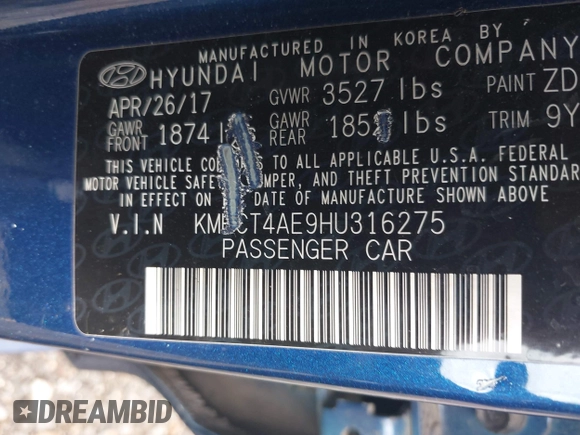 MANUFACTURED IN KOREA BY
HYUNDAI MOTOR COMPANY
APR/26/17 GVWR 3527 lbs PAINT ZD
GAWR FRONT 1874 GAWR REAR lbs TRIM 9Y
THIS VEHICLE TO ALL APPLICABLE U.S.A. FEDERAL
MOTOR VEHICLE AND THEFT PREVENTION STANDARD
IN EFFECT DATE OF MANUFACTURE SHOWN ABOVE
V.I.N
PASSENGER CAR
DREAMBID